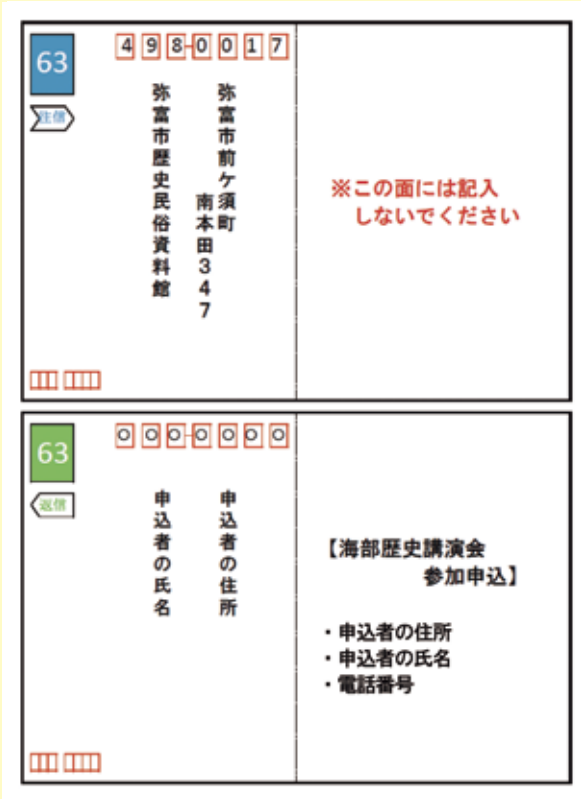 63
往信
498-0017
弥富市前ケ須町
南本田347
弥富市歴史民俗資料館
※この面には記入
しないでください
63
返信
〇〇〇-〇〇〇〇
申込者の住所
申込者の氏名
【海部歴史講演会
参加申込】
・申込者の住所
・申込者の氏名
・電話番号